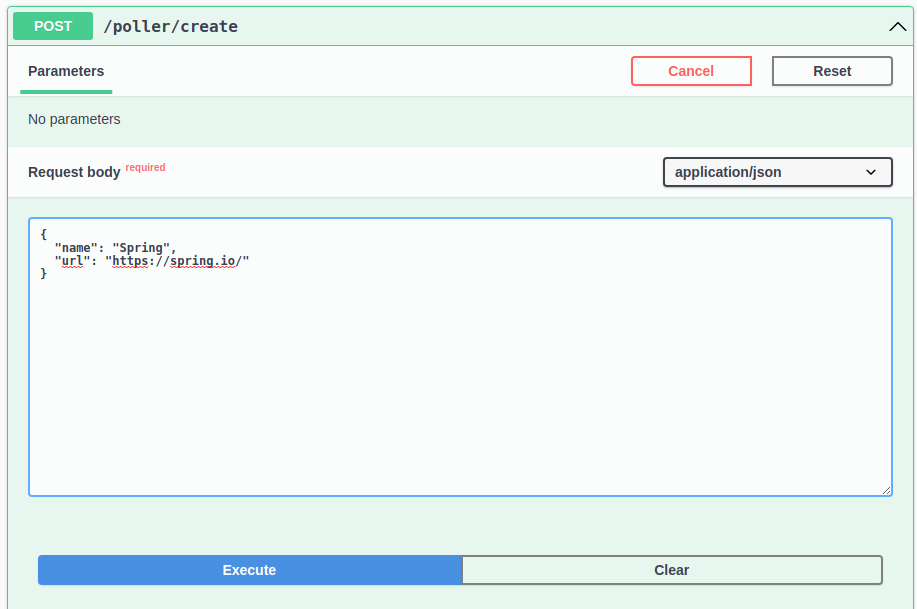 POST /poller/create
Parameters Cancel Reset
No parameters
Request body required application/json
{
  "name": "Spring",
  "url": "https://spring.io/"
}
Execute Clear